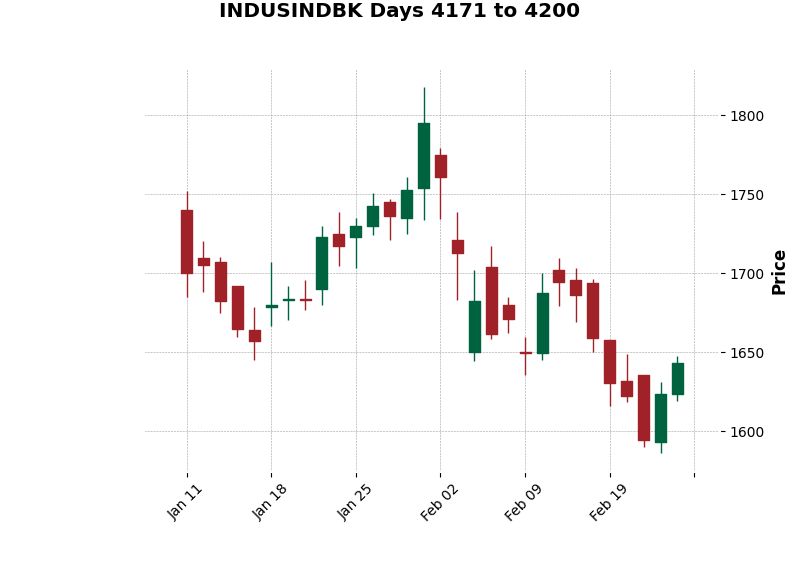 INDUSINDBK Days 4171 to 4200
1800
1750
1700
1650
1600
Price
Jan 11
Jan 18
Jan 25
Feb 02
Feb 09
Feb 19